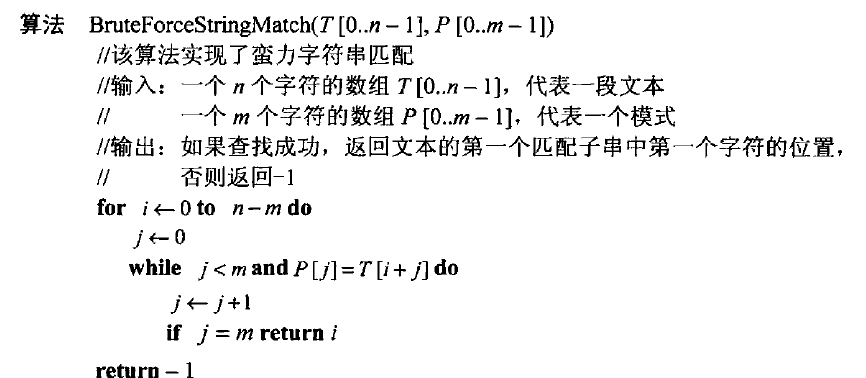 算法 BruteForceStringMatch(T [0..n − 1], P [0..m − 1])
//该算法实现了蛮力字符串匹配
//输入：一个 n 个字符的数组 T [0..n − 1]，代表一段文本
// 一个 m 个字符的数组 P [0..m − 1]，代表一个模式
//输出：如果查找成功，返回文本的第一个匹配子串中第一个字符的位置，
// 否则返回-1
for i ← 0 to n − m do
j ← 0
while j < m and P [j] = T [i + j] do
j ← j + 1
if j = m return i
return − 1